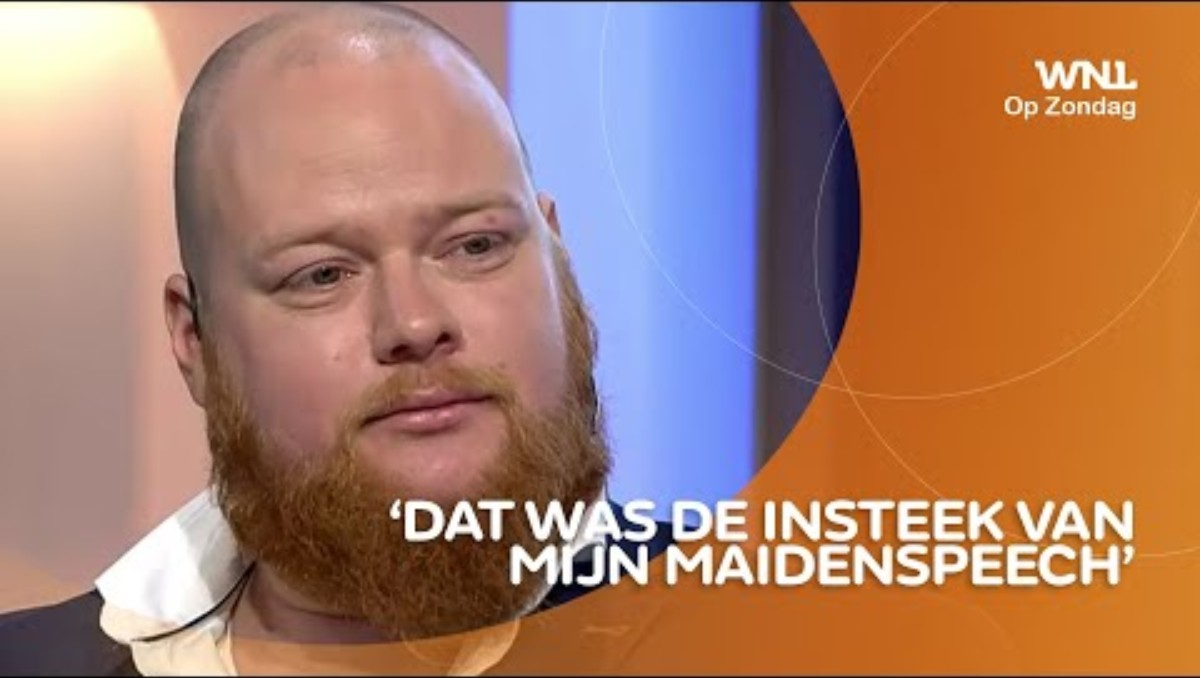 WNL
Op Zondag
‘DAT WAS DE INSTEEK VAN
MIJN MAIDENSPEECH’